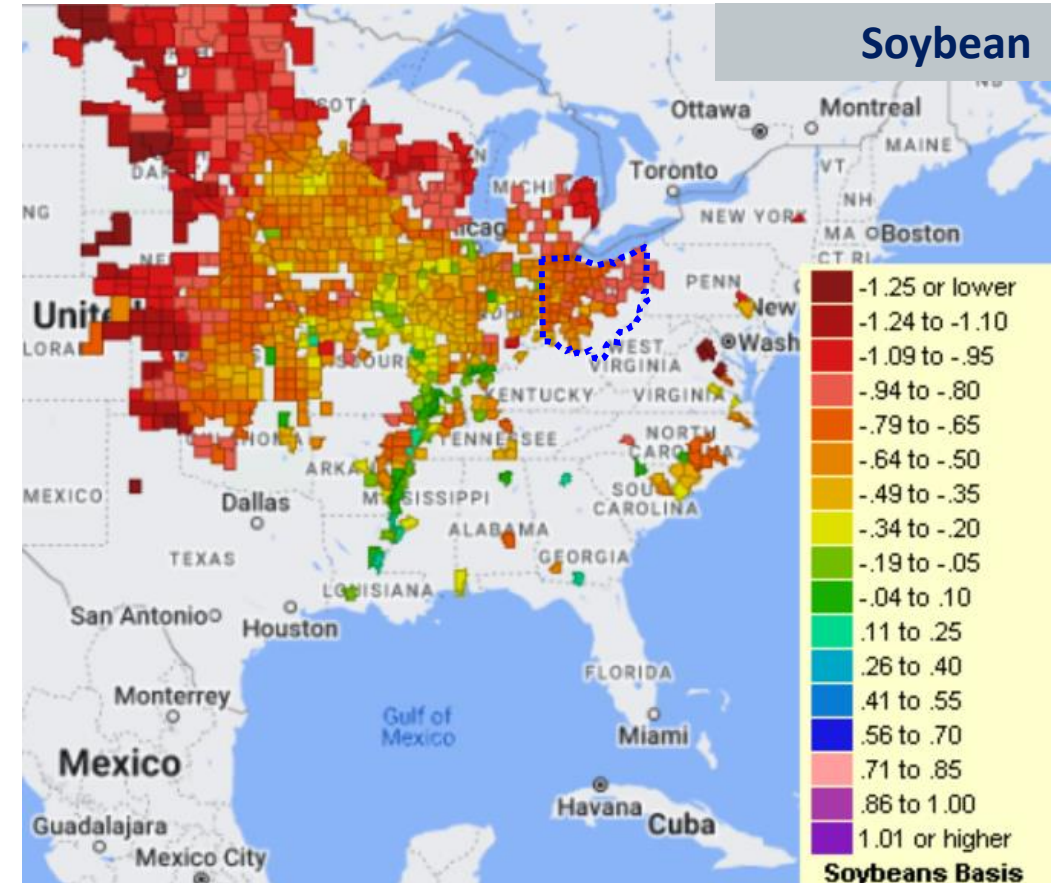 Soybean
Ottawa
Montreal
MAINE
Toronto
VT
NH
MICHI
NEW YORK
MA
Boston
CT RI
NG
PENN
New
Wash
Unite
WEST
VIRGINIA
KENTUCKY
VIRGINIA
TENNESSEE
NORTH
CAROLINA
ARKA
MISSISSIPPI
SOU
CAROLINA
MEXICO
Dallas
ALABAMA
GEORGIA
TEXAS
LOUISIANA
San Antonio
Houston
FLORIDA
Monterrey
Gulf of
Mexico
Miami
Mexico
Havana
Cuba
Guadalajara
Mexico City
-1.25 or lower
-1.24 to -1.10
-1.09 to -.95
-.94 to -.80
-.79 to -.65
-.64 to -.50
-.49 to -.35
-.34 to -.20
-.19 to -.05
-.04 to .10
.11 to .25
.26 to .40
.41 to .55
.56 to .70
.71 to .85
.86 to 1.00
1.01 or higher
Soybeans Basis